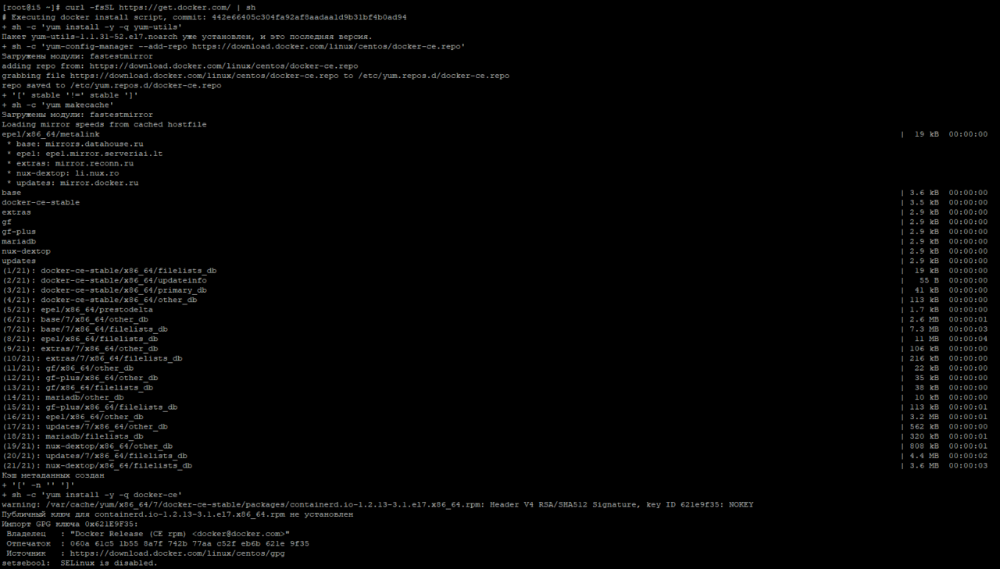 [root@i5 ~]# curl -fsSL https://get.docker.com/ | sh
# Executing docker install script, commit: 442e66405c304fa92af8aadaa1d9b31bf4b0ad94
+ sh -c 'yum install -y -q yum-utils'
Пакет yum-utils-1.1.31-52.el7.noarch уже установлен, и это последняя версия.
+ sh -c 'yum-config-manager --add-repo https://download.docker.com/linux/centos/docker-ce.repo'
Загружены модули: fastestmirror
adding repo from: https://download.docker.com/linux/centos/docker-ce.repo
grabbing file https://download.docker.com/linux/centos/docker-ce.repo to /etc/yum.repos.d/docker-ce.repo
repo saved to /etc/yum.repos.d/docker-ce.repo
+ '[' stable '!=' stable ']'
+ sh -c 'yum makecache'
Загружены модули: fastestmirror
Loading mirror speeds from cached hostfile
epel/x86_64/metalink | 19 kB 00:00:00
* base: mirrors.datahouse.ru
* epel: epel.mirror.serveriai.lt
* extras: mirror.reconn.ru
* nux-dextop: li.nux.ro
* updates: mirror.docker.ru
base | 3.6 kB 00:00:00
docker-ce-stable | 3.5 kB 00:00:00
extras | 2.9 kB 00:00:00
gf | 2.9 kB 00:00:00
gf-plus | 2.9 kB 00:00:00
mariadb | 2.9 kB 00:00:00
nux-dextop | 2.9 kB 00:00:00
updates | 2.9 kB 00:00:00
(1/21): docker-ce-stable/x86_64/filelists_db | 19 kB 00:00:00
(2/21): docker-ce-stable/x86_64/updateinfo | 55 B 00:00:00
(3/21): docker-ce-stable/x86_64/primary_db | 41 kB 00:00:00
(4/21): docker-ce-stable/x86_64/other_db | 113 kB 00:00:00
(5/21): epel/x86_64/prestodelta | 1.7 kB 00:00:00
(6/21): base/7/x86_64/other_db | 2.6 MB 00:00:01
(7/21): base/7/x86_64/filelists_db | 7.3 MB 00:00:03
(8/21): epel/x86_64/filelists_db | 11 MB 00:00:04
(9/21): extras/7/x86_64/other_db | 106 kB 00:00:00
(10/21): extras/7/x86_64/filelists_db | 216 kB 00:00:00
(11/21): gf/x86_64/other_db | 22 kB 00:00:00
(12/21): gf-plus/x86_64/other_db | 35 kB 00:00:00
(13/21): gf/x86_64/filelists_db | 38 kB 00:00:00
(14/21): mariadb/other_db | 10 kB 00:00:00
(15/21): gf-plus/x86_64/filelists_db | 113 kB 00:00:01
(16/21): epel/x86_64/other_db | 3.2 MB 00:00:01
(17/21): updates/7/x86_64/other_db | 562 kB 00:00:00
(18/21): mariadb/filelists_db | 320 kB 00:00:01
(19/21): nux-dextop/x86_64/other_db | 808 kB 00:00:01
(20/21): updates/7/x86_64/filelists_db | 4.4 MB 00:00:02
(21/21): nux-dextop/x86_64/filelists_db | 3.6 MB 00:00:03
Кэш метаданных создан
+ '[' -n '' ']'
+ sh -c 'yum install -y -q docker-ce'
warning: /var/cache/yum/x86_64/7/docker-ce-stable/packages/containerd.io-1.2.13-3.1.el7.x86_64.rpm: Header V4 RSA/SHA512 Signature, key ID 621e9f35: NOKEY
Публичный ключ для containerd.io-1.2.13-3.1.el7.x86_64.rpm не установлен
Импорт GPG ключа 0x621E9F35:
Владелец : "Docker Release (CE rpm) <docker@docker.com>"
Отпечаток : 060a 61c5 1b55 8a7f 742b 77aa c52f eb6b 621e 9f35
Источник : https://download.docker.com/linux/centos/gpg
setsebool: SELinux is disabled.